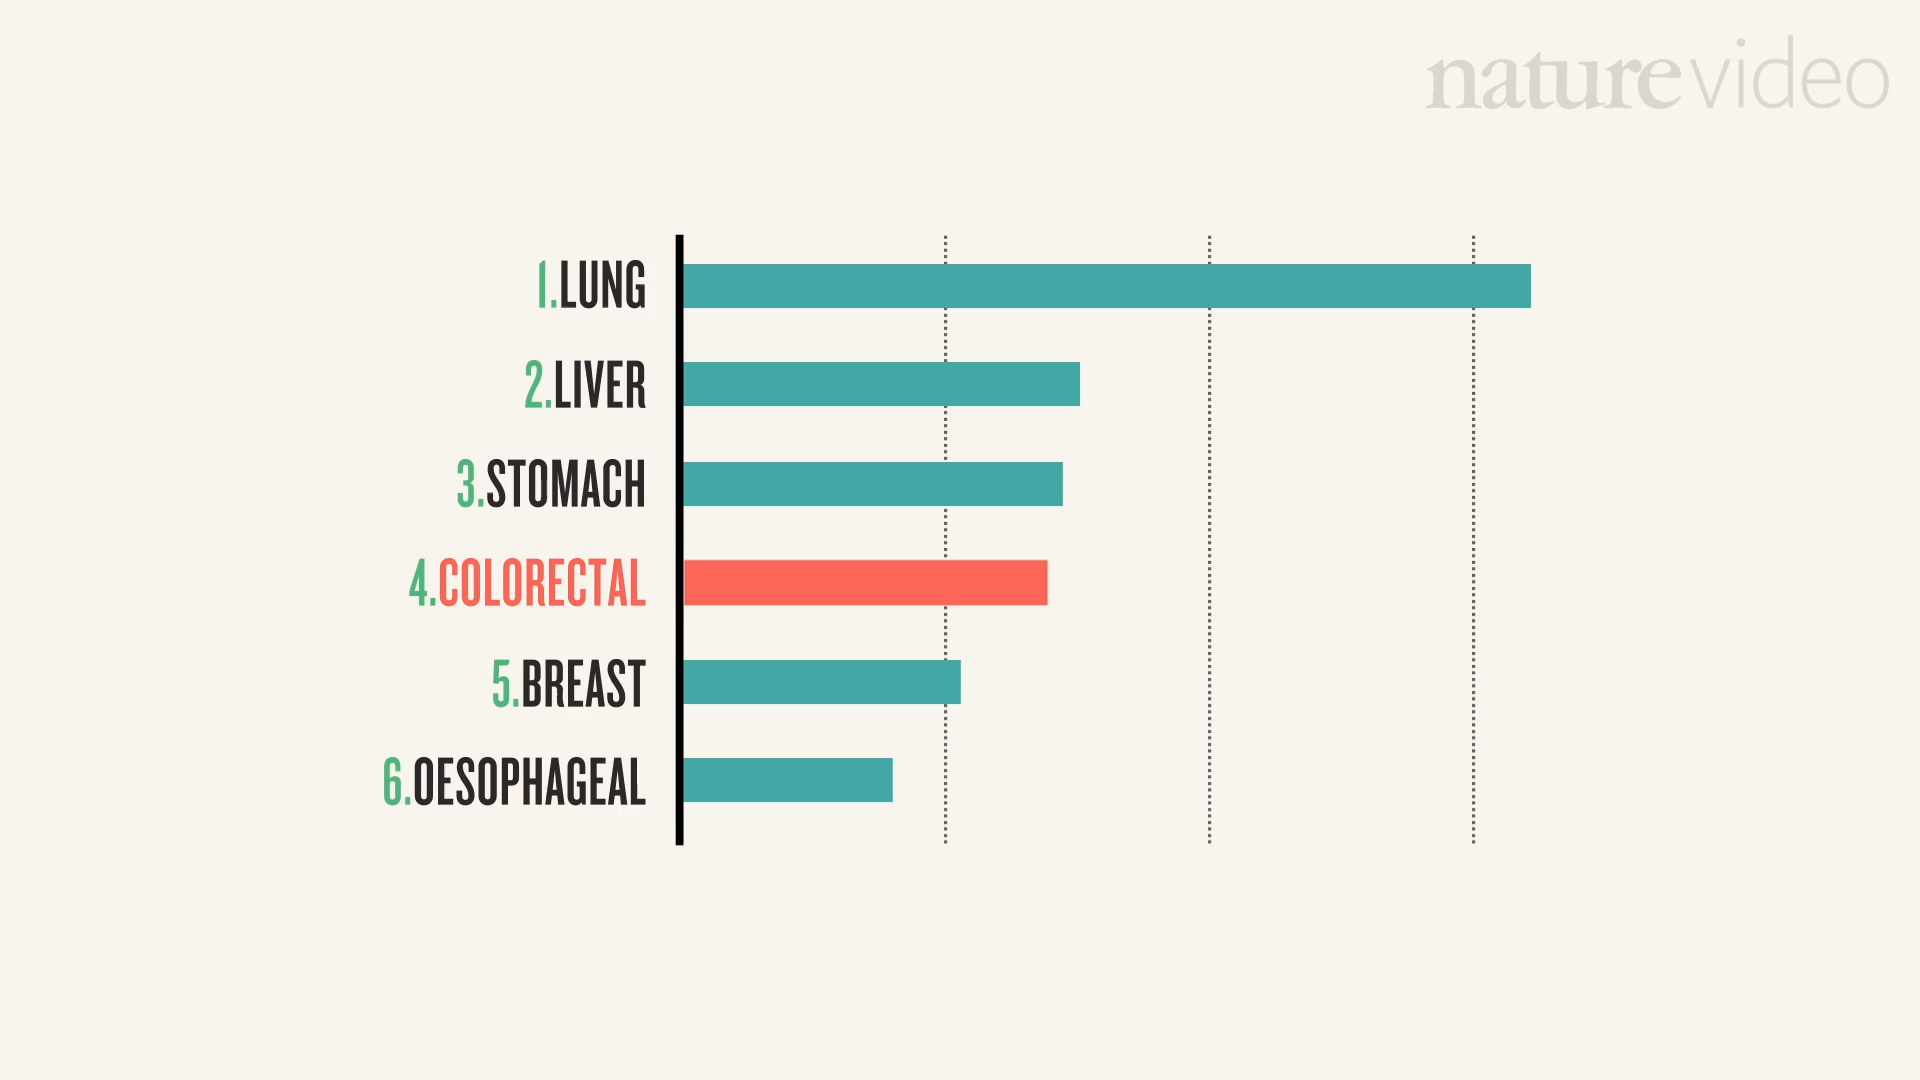 naturevideo
1.LUNG
2.LIVER
3.STOMACH
4.COLORECTAL
5.BREAST
6.OESOPHAGEAL